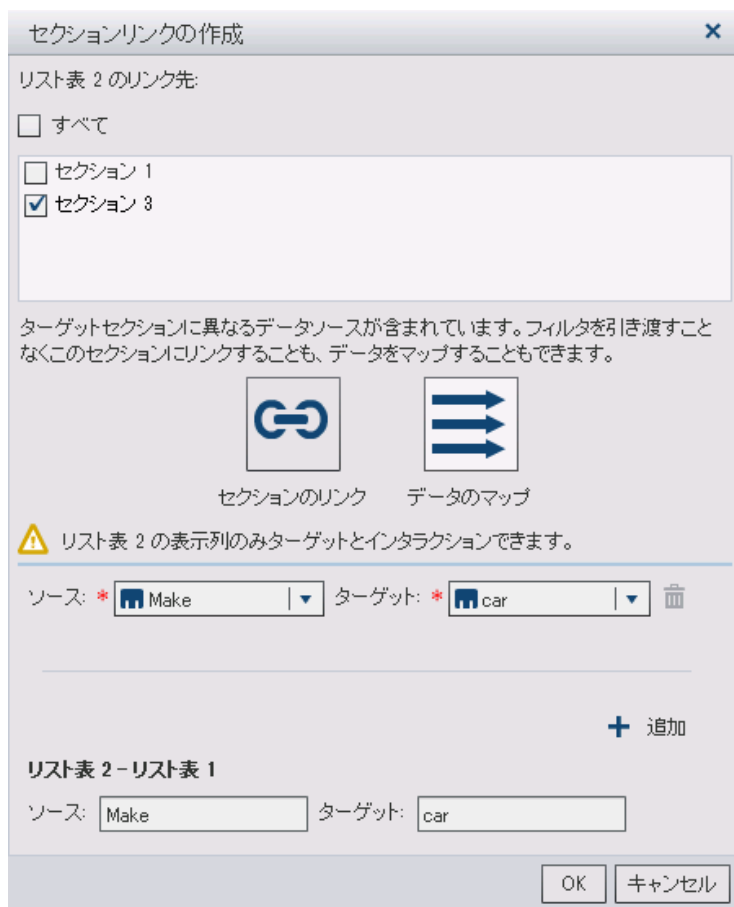 セクションリンクの作成
リスト表 2 のリンク先:
すべて
セクション 1
セクション 3
ターゲットセクションに異なるデータソースが含まれています。フィルタを引き渡すこと
なくこのセクションにリンクすることも、データをマップすることもできます。
セクションのリンク データのマップ
リスト表 2 の表示列のみターゲットとインタラクションできます。
ソース: * Make ターゲット: * car
+ 追加
リスト表 2 - リスト表 1
ソース: Make ターゲット: car
OK キャンセル